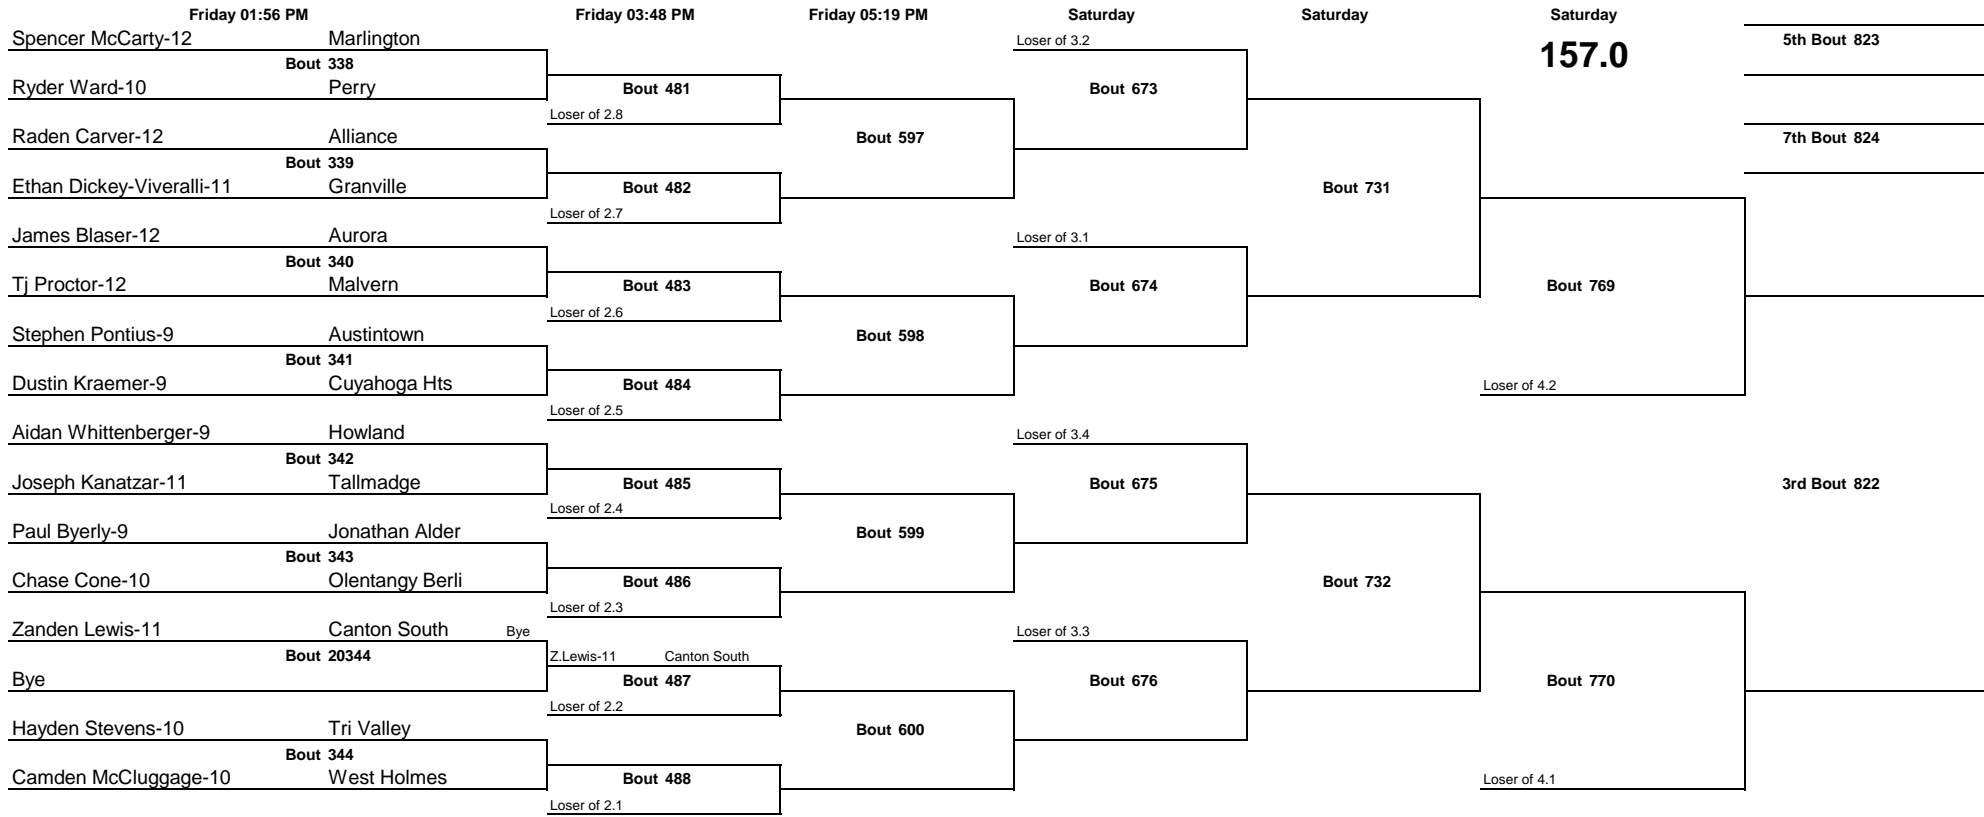 Friday 01:56 PM Friday 03:48 PM Friday 05:19 PM Saturday Saturday Saturday
Spencer McCarty-12 Marlington Loser of 3.2 157.0 5th Bout 823
Bout 338
Ryder Ward-10 Perry Bout 481 Bout 673
Loser of 2.8
Raden Carver-12 Alliance Bout 597 7th Bout 824
Bout 339
Ethan Dickey-Viveralli-11 Granville Bout 482 Bout 731
Loser of 2.7
James Blaser-12 Aurora Loser of 3.1
Bout 340
Tj Proctor-12 Malvern Bout 483 Bout 674 Bout 769
Loser of 2.6
Stephen Pontius-9 Austintown Bout 598
Bout 341
Dustin Kraemer-9 Cuyahoga Hts Bout 484 Loser of 4.2
Loser of 2.5
Aidan Whittenberger-9 Howland Loser of 3.4
Bout 342
Joseph Kanatzar-11 Tallmadge Bout 485 Bout 675 3rd Bout 822
Loser of 2.4
Paul Byerly-9 Jonathan Alder Bout 599
Bout 343
Chase Cone-10 Olentangy Berli Bout 486 Bout 732
Loser of 2.3
Zanden Lewis-11 Canton South Bye Loser of 3.3
Bout 20344 Z.Lewis-11 Canton South
Bye Bout 487 Bout 676 Bout 770
Loser of 2.2
Hayden Stevens-10 Tri Valley Bout 600
Bout 344
Camden McCluggage-10 West Holmes Bout 488 Loser of 4.1
Loser of 2.1